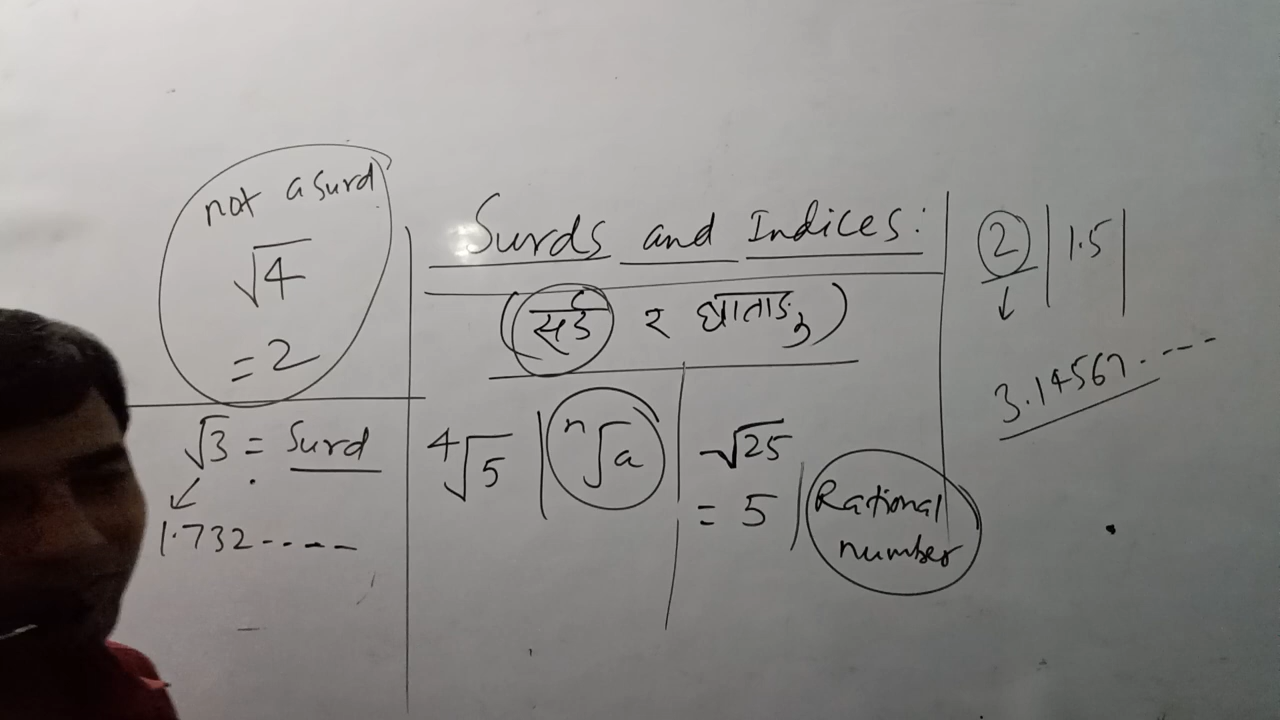 not a surd
√4
= 2
√3 = Surd
1.732----
Surds and Indices:
(सर्ड र घाताङ्क)
⁴√5 | ⁿ√a
√25
= 5 | Rational number
2 | 1.5 |
3.14567.---